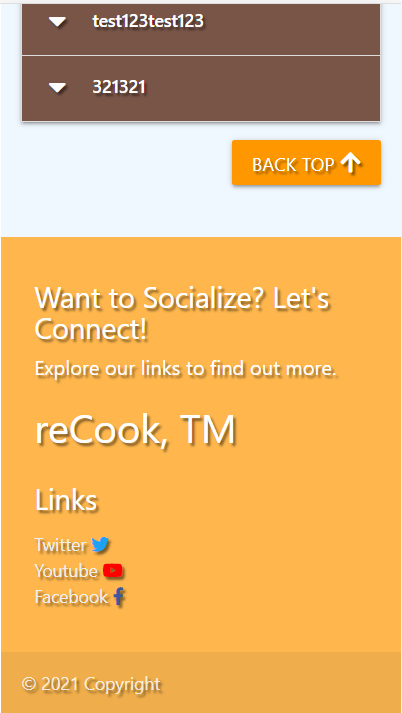 test123test123
321321
BACK TOP
Want to Socialize? Let's
Connect!
Explore our links to find out more.
reCook, TM
Links
Twitter
Youtube
Facebook
© 2021 Copyright